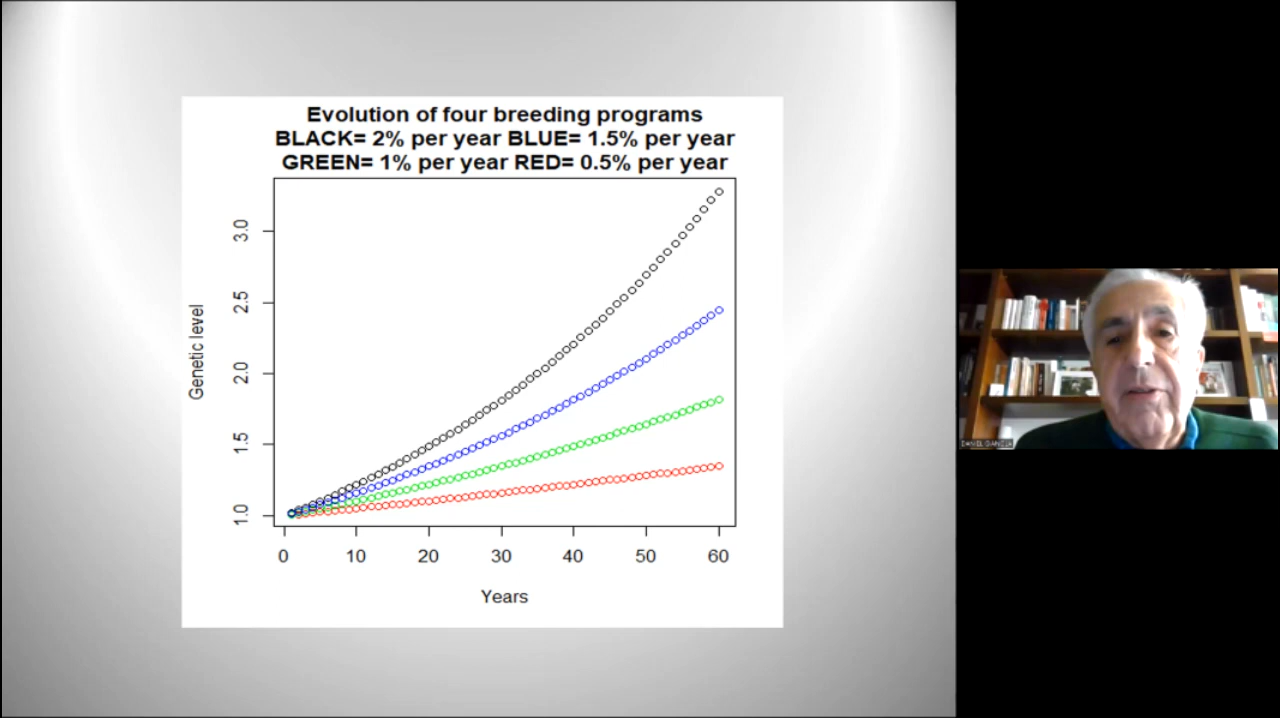 Evolution of four breeding programs
BLACK= 2% per year BLUE= 1.5% per year
GREEN= 1% per year RED= 0.5% per year
Genetic level
3.0
2.5
2.0
1.5
1.0
0 10 20 30 40 50 60
Years